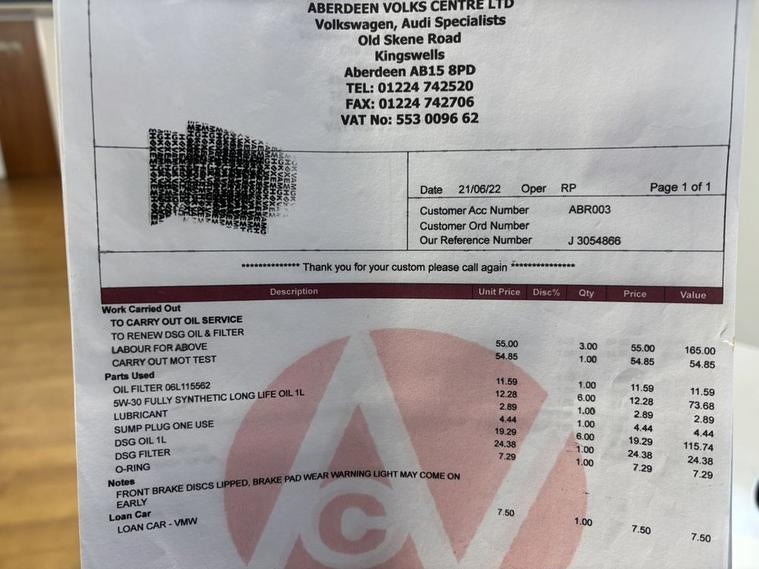 ABERDEEN VOLKS CENTRE LTD
Volkswagen, Audi Specialists
Old Skene Road
Kingswells
Aberdeen AB15 8PD
TEL: 01224 742520
FAX: 01224 742706
VAT No: 553 0096 62
Date 21/06/22 Oper RP Page 1 of 1
Customer Acc Number ABR003
Customer Ord Number
Our Reference Number J 3054866
************** Thank you for your custom please call again ***************
Description Unit Price Disc% Qty Price Value
Work Carried Out
TO CARRY OUT OIL SERVICE
TO RENEW DSG OIL & FILTER
LABOUR FOR ABOVE 55.00 3.00 55.00 165.00
CARRY OUT MOT TEST 54.85 1.00 54.85 54.85
Parts Used
OIL FILTER 06L115562 11.59 1.00 11.59 11.59
5W-30 FULLY SYNTHETIC LONG LIFE OIL 1L 12.28 6.00 12.28 73.68
LUBRICANT 2.89 1.00 2.89 2.89
SUMP PLUG ONE USE 4.44 1.00 4.44 4.44
DSG OIL 1L 19.29 6.00 19.29 115.74
DSG FILTER 24.38 1.00 24.38 24.38
O-RING 7.29 1.00 7.29 7.29
Notes
FRONT BRAKE DISCS LIPPED, BRAKE PAD WEAR WARNING LIGHT MAY COME ON
EARLY
Loan Car
LOAN CAR - VMW 7.50 1.00 7.50 7.50
AVC